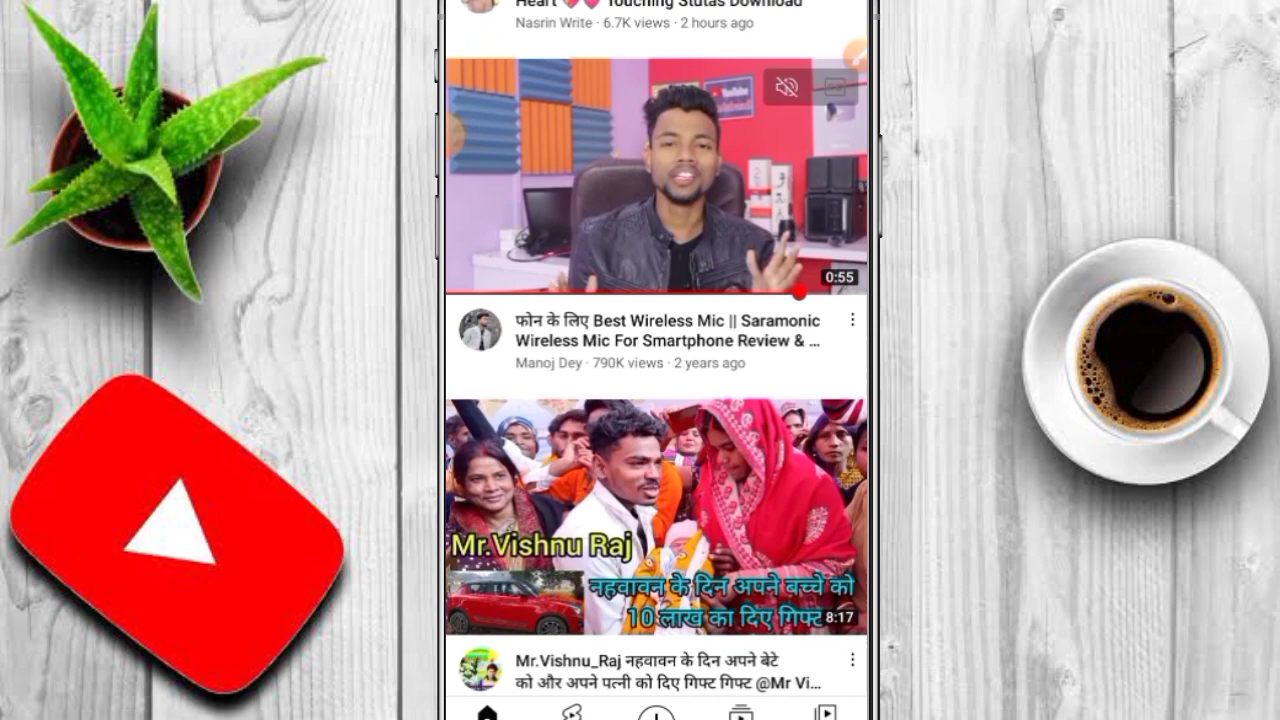 Heart 💖💗 Touching Stutas Download
Nasrin Write · 6.7K views · 2 hours ago
YouTube
0:55
फोन के लिए Best Wireless Mic || Saramonic
Wireless Mic For Smartphone Review & ...
Manoj Dey · 790K views · 2 years ago
Mr.Vishnu Raj
नहवावन के दिन अपने बच्चे को
10 लाख का दिए गिफ्ट 8:17
Mr.Vishnu_Raj नहवावन के दिन अपने बेटे
को और अपने पत्नी को दिए गिफ्ट गिफ्ट @Mr Vi...